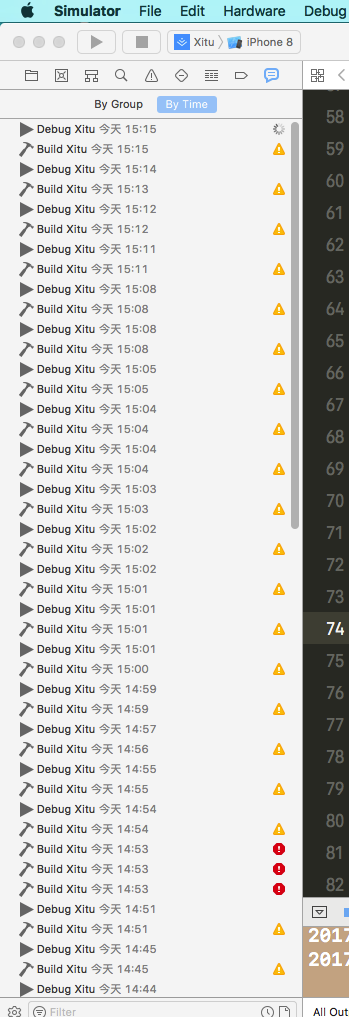 Simulator File Edit Hardware Debug
Xitu iPhone 8
By Group By Time
Debug Xitu 今天 15:15
Build Xitu 今天 15:15
Debug Xitu 今天 15:14
Build Xitu 今天 15:13
Debug Xitu 今天 15:12
Build Xitu 今天 15:12
Debug Xitu 今天 15:11
Build Xitu 今天 15:11
Debug Xitu 今天 15:08
Build Xitu 今天 15:08
Debug Xitu 今天 15:08
Build Xitu 今天 15:08
Debug Xitu 今天 15:05
Build Xitu 今天 15:05
Debug Xitu 今天 15:04
Build Xitu 今天 15:04
Debug Xitu 今天 15:04
Build Xitu 今天 15:04
Debug Xitu 今天 15:03
Build Xitu 今天 15:03
Debug Xitu 今天 15:02
Build Xitu 今天 15:02
Debug Xitu 今天 15:02
Build Xitu 今天 15:01
Debug Xitu 今天 15:01
Build Xitu 今天 15:01
Debug Xitu 今天 15:01
Build Xitu 今天 15:00
Debug Xitu 今天 14:59
Build Xitu 今天 14:59
Debug Xitu 今天 14:57
Build Xitu 今天 14:56
Debug Xitu 今天 14:55
Build Xitu 今天 14:55
Debug Xitu 今天 14:54
Build Xitu 今天 14:54
Build Xitu 今天 14:53
Build Xitu 今天 14:53
Build Xitu 今天 14:53
Debug Xitu 今天 14:51
Build Xitu 今天 14:51
Debug Xitu 今天 14:45
Build Xitu 今天 14:45
Debug Xitu 今天 14:44
Filter
58
59
60
61
62
63
64
65
66
67
68
69
70
71
72
73
74
75
76
77
78
79
80
81
82
2017
2017
All Out